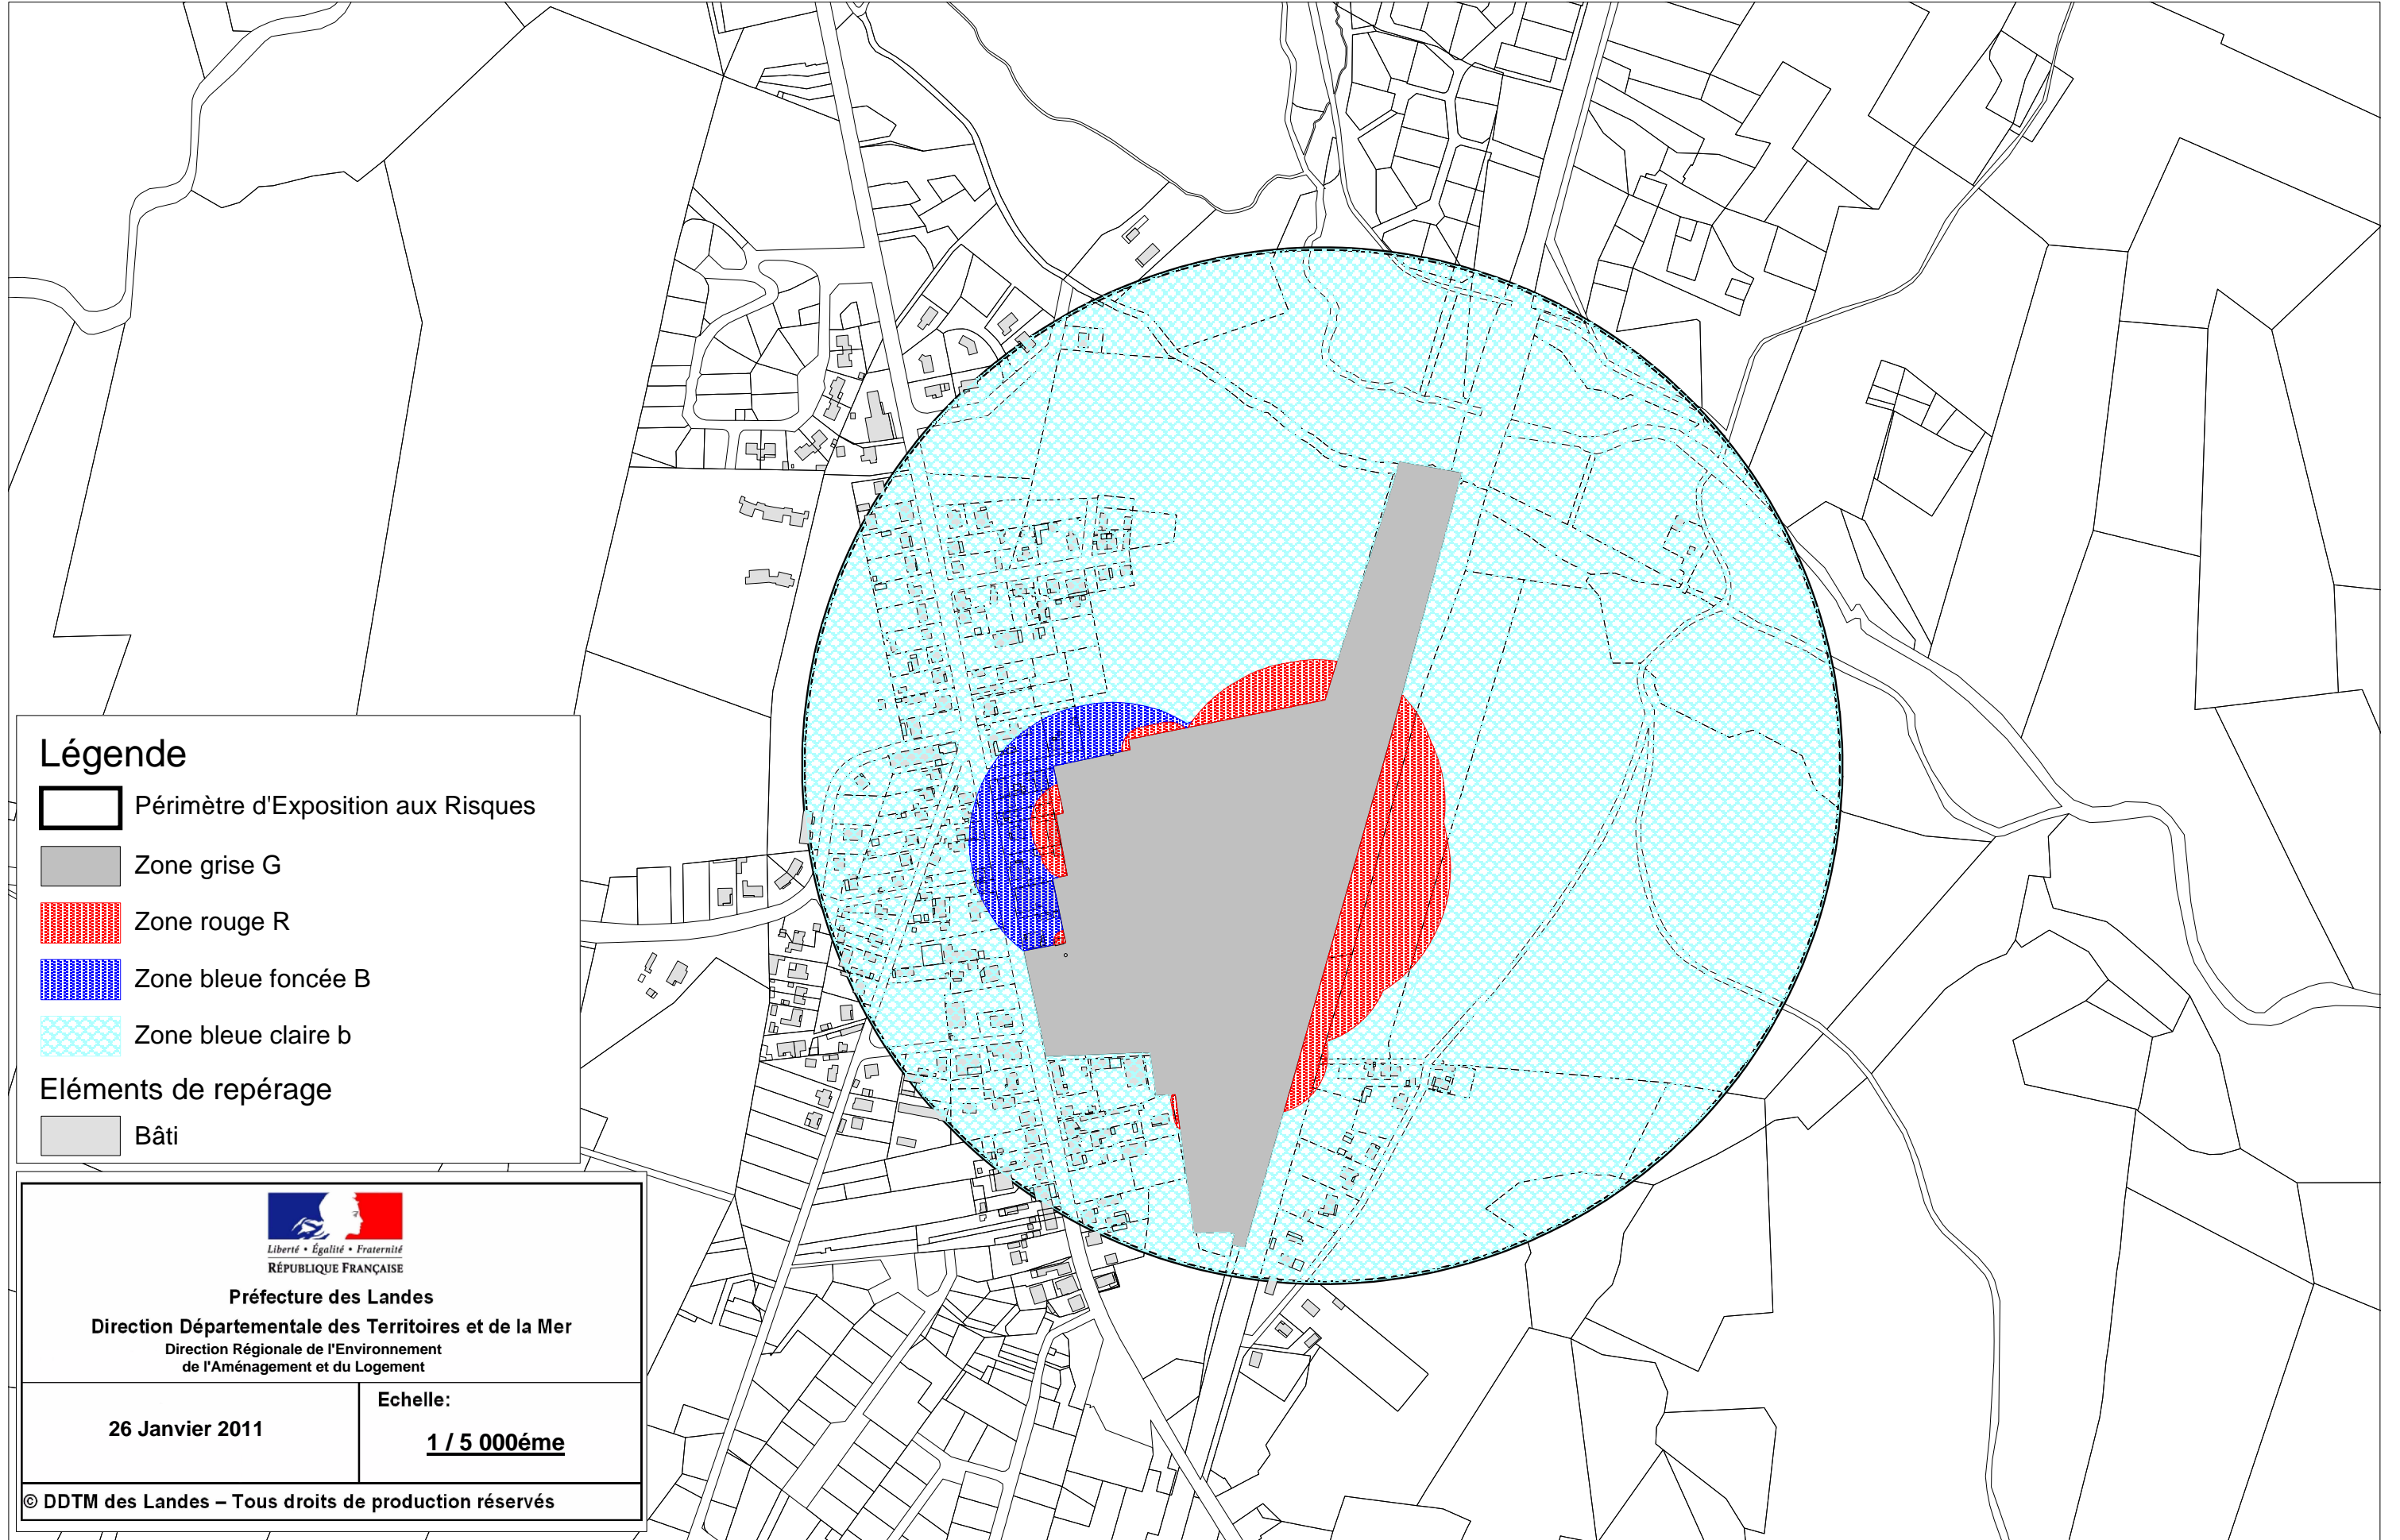 Légende
Périmètre d'Exposition aux Risques
Zone grise G
Zone rouge R
Zone bleue foncée B
Zone bleue claire b
Eléments de repérage
Bâti
Liberté • Égalité • Fraternité
RÉPUBLIQUE FRANÇAISE
Préfecture des Landes
Direction Départementale des Territoires et de la Mer
Direction Régionale de l'Environnement
de l'Aménagement et du Logement
26 Janvier 2011
Echelle:
1 / 5 000éme
© DDTM des Landes – Tous droits de production réservés